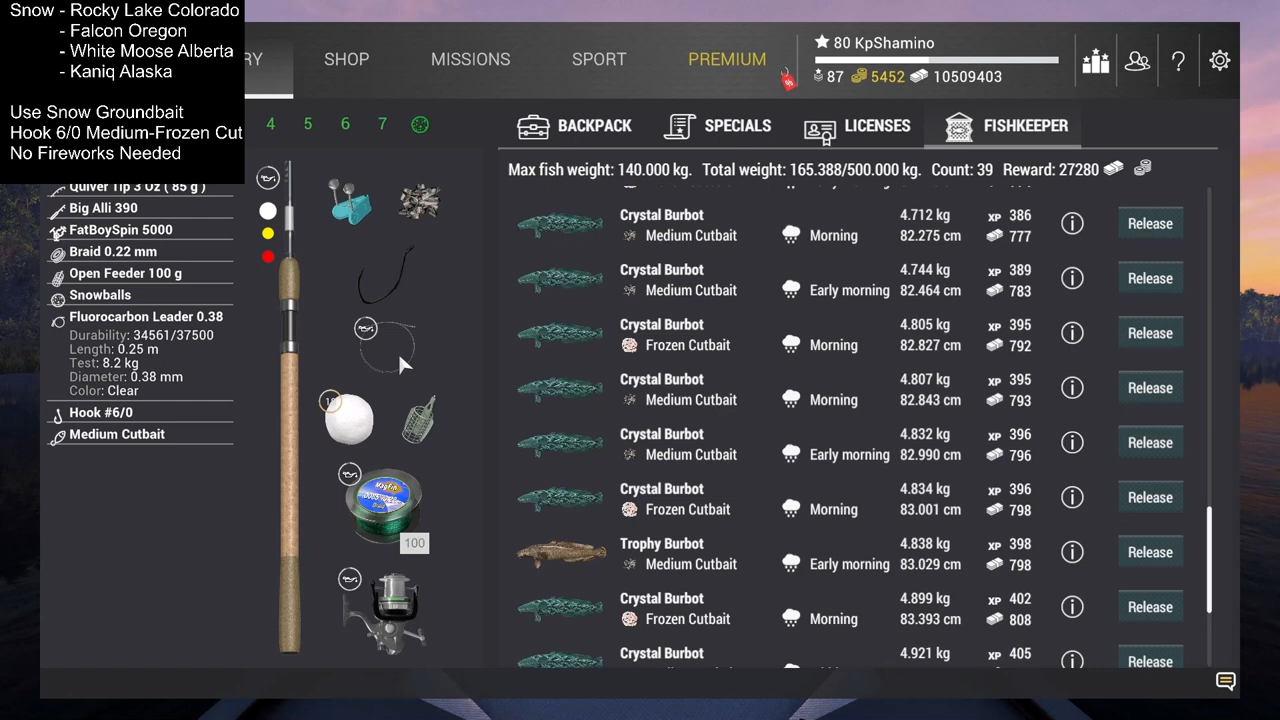 Snow - Rocky Lake Colorado
- Falcon Oregon
- White Moose Alberta
- Kaniq Alaska
Use Snow Groundbait
Hook 6/0 Medium-Frozen Cut
No Fireworks Needed
RY
SHOP
MISSIONS
SPORT
PREMIUM
80 KpShamino
87 5452 10509403
4 5 6 7
BACKPACK
SPECIALS
LICENSES
FISHKEEPER
Max fish weight: 140.000 kg. Total weight: 165.388/500.000 kg. Count: 39 Reward: 27280
Quiver Tip 3 Oz ( 85 g )
Big Alli 390
FatBoySpin 5000
Braid 0.22 mm
Open Feeder 100 g
Snowballs
Fluorocarbon Leader 0.38
Durability: 34561/37500
Length: 0.25 m
Test: 8.2 kg
Diameter: 0.38 mm
Color: Clear
Hook #6/0
Medium Cutbait
100
Crystal Burbot 4.712 kg XP 386
Medium Cutbait Morning 82.275 cm 777
Release
Crystal Burbot 4.744 kg XP 389
Medium Cutbait Early morning 82.464 cm 783
Release
Crystal Burbot 4.805 kg XP 395
Frozen Cutbait Morning 82.827 cm 792
Release
Crystal Burbot 4.807 kg XP 395
Medium Cutbait Morning 82.843 cm 793
Release
Crystal Burbot 4.832 kg XP 396
Medium Cutbait Early morning 82.990 cm 796
Release
Crystal Burbot 4.834 kg XP 396
Frozen Cutbait Morning 83.001 cm 798
Release
Trophy Burbot 4.838 kg XP 398
Medium Cutbait Early morning 83.029 cm 798
Release
Crystal Burbot 4.899 kg XP 402
Frozen Cutbait Morning 83.393 cm 808
Release
Crystal Burbot 4.921 kg XP 405
Release